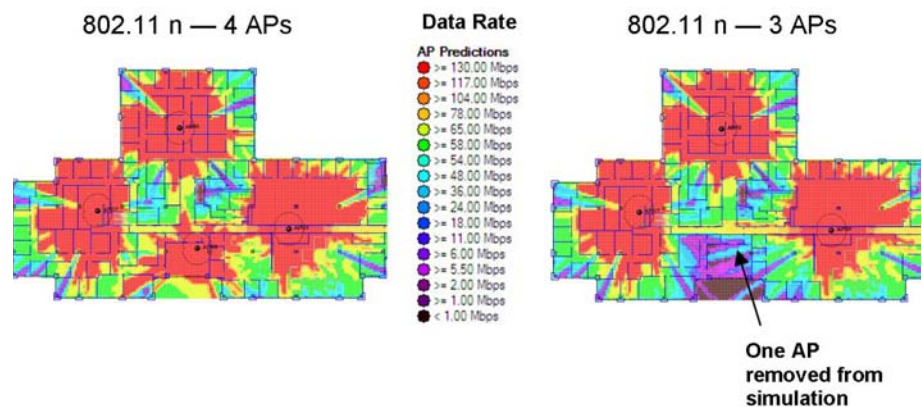 802.11 n — 4 APs
Data Rate
802.11 n — 3 APs
AP Predictions
>= 130.00 Mbps
>= 117.00 Mbps
>= 104.00 Mbps
>= 78.00 Mbps
>= 65.00 Mbps
>= 58.00 Mbps
>= 54.00 Mbps
>= 48.00 Mbps
>= 36.00 Mbps
>= 24.00 Mbps
>= 18.00 Mbps
>= 11.00 Mbps
>= 6.00 Mbps
>= 5.50 Mbps
>= 2.00 Mbps
>= 1.00 Mbps
< 1.00 Mbps
One AP
removed from
simulation